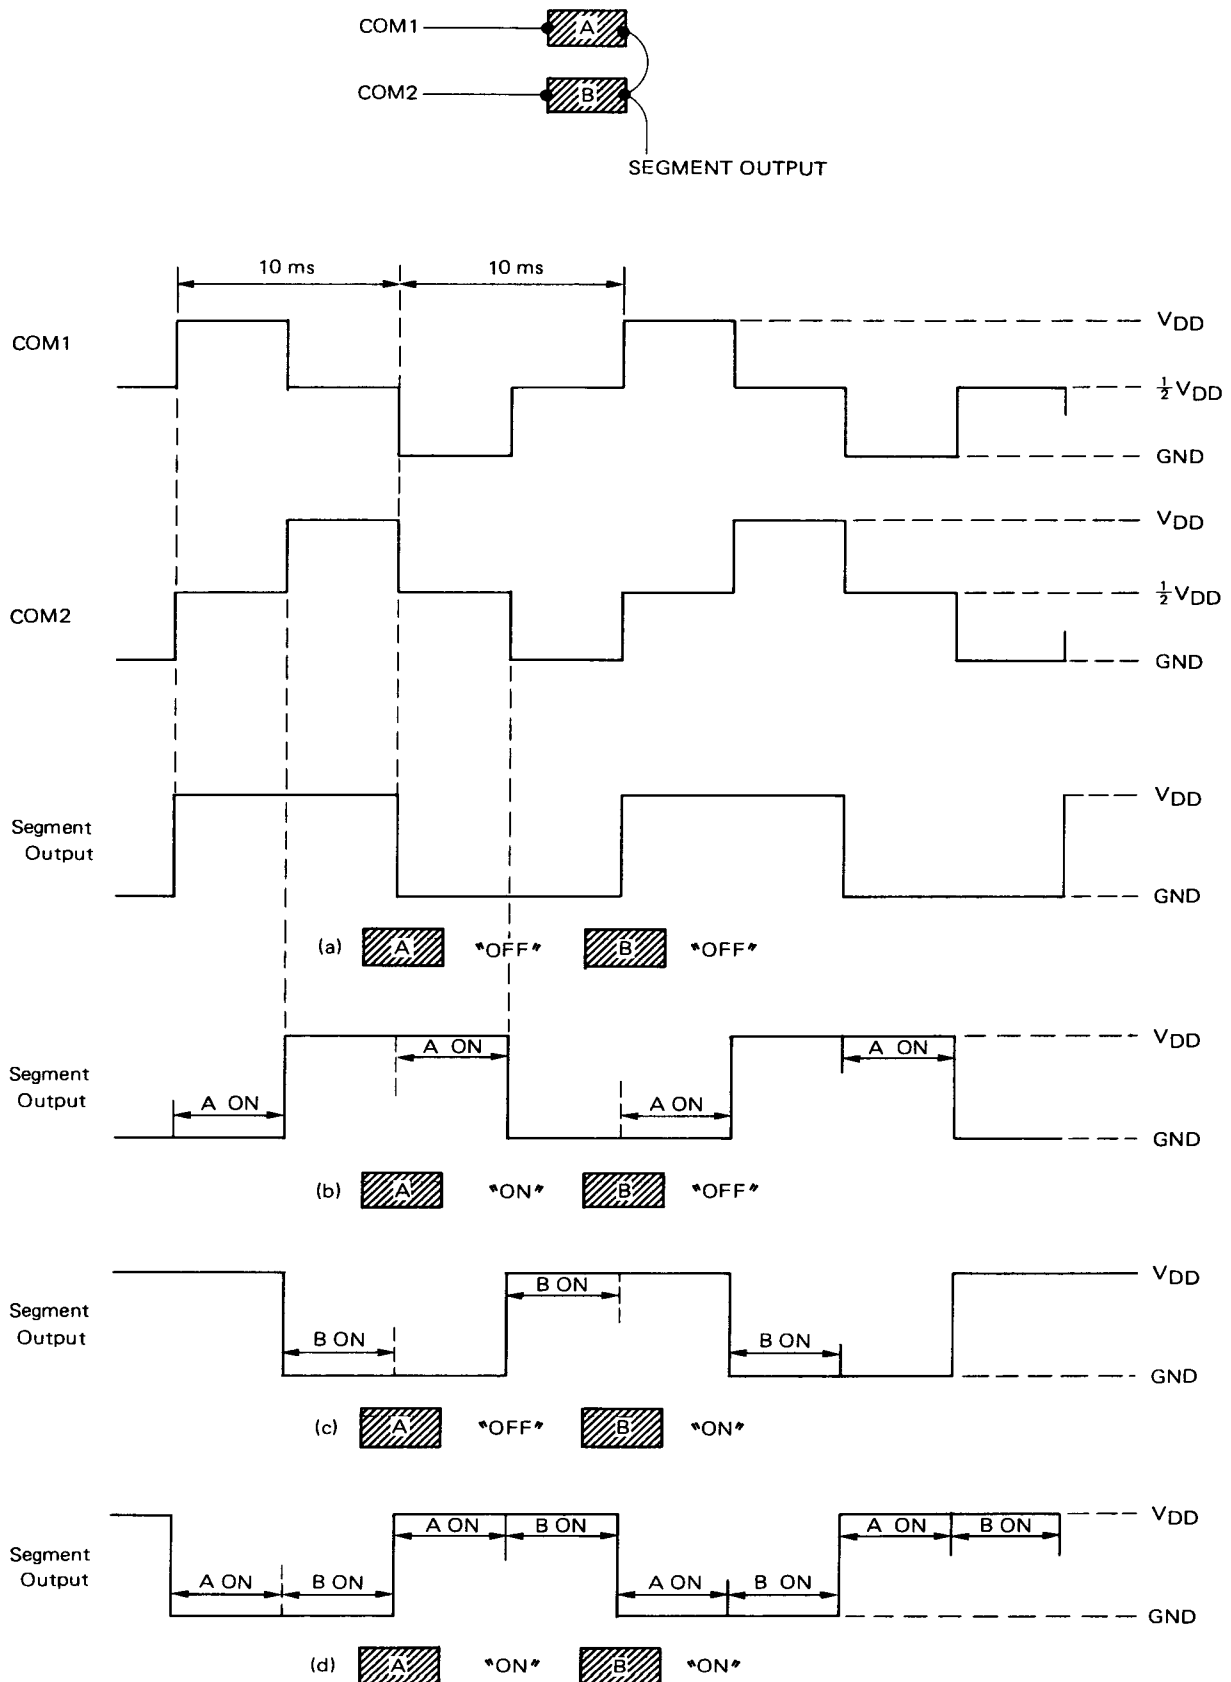 COM1 A
COM2 B
SEGMENT OUTPUT
10 ms 10 ms
COM1
VDD
½VDD
GND
COM2
VDD
½VDD
GND
Segment
Output
VDD
GND
(a) A "OFF" B "OFF"
Segment
Output
A ON A ON
VDD
A ON A ON
GND
(b) A "ON" B "OFF"
Segment
Output
B ON
VDD
B ON B ON
GND
(c) A "OFF" B "ON"
Segment
Output
A ON B ON A ON B ON
VDD
A ON B ON A ON B ON
GND
(d) A "ON" B "ON"